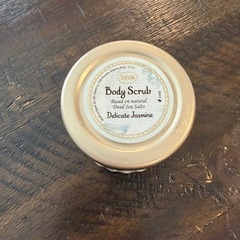 SABON
Body Scrub
Based on natural
Dead Sea Salts
Delicate Jasmine